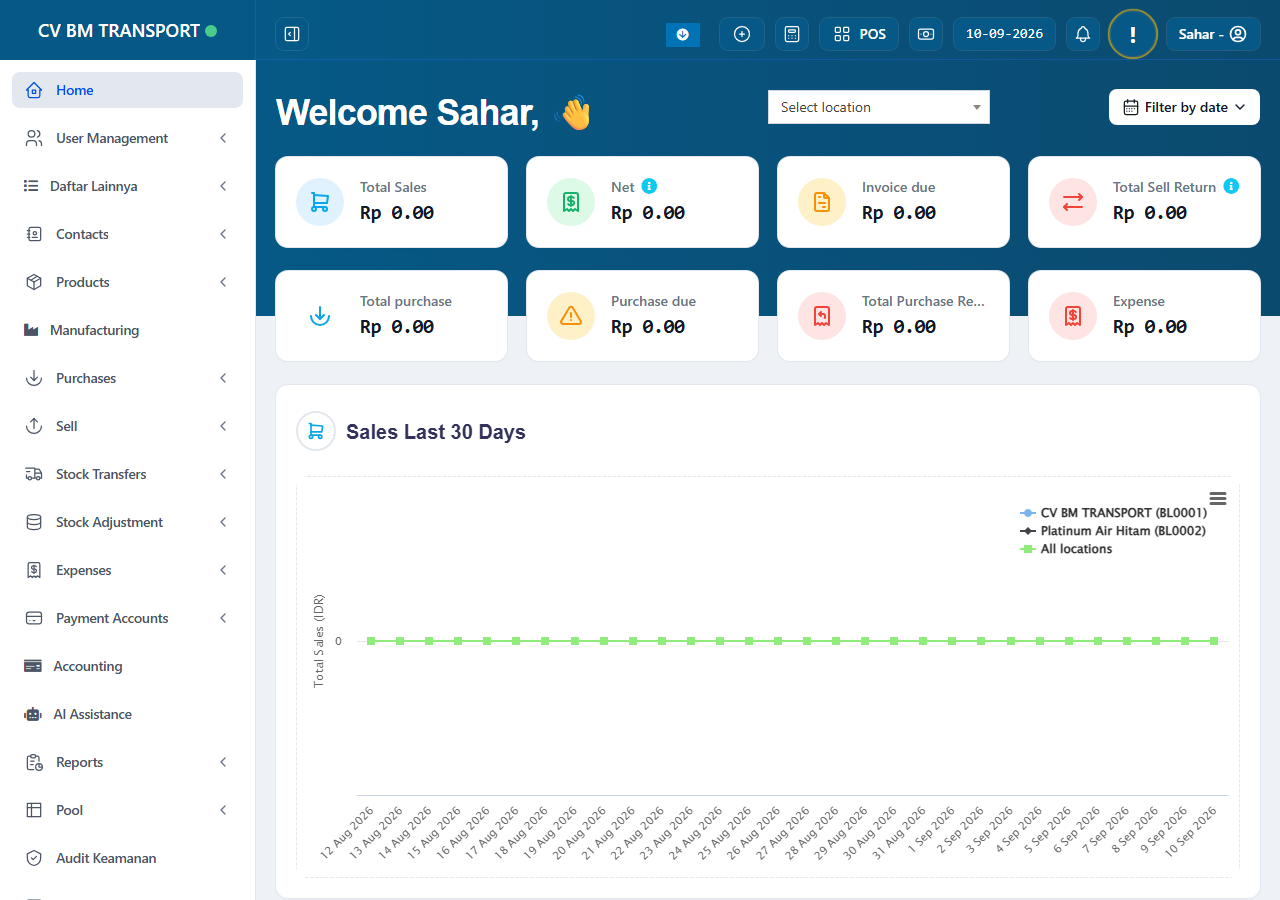 CV BM TRANSPORT
POS
10-09-2026
!
Sahar -
Home
User Management
Daftar Lainnya
Contacts
Products
Manufacturing
Purchases
Sell
Stock Transfers
Stock Adjustment
Expenses
Payment Accounts
Accounting
AI Assistance
Reports
Pool
Audit Keamanan
Welcome Sahar, 👋
Select location
Filter by date
Total Sales
Rp 0.00
Net
Rp 0.00
Invoice due
Rp 0.00
Total Sell Return
Rp 0.00
Total purchase
Rp 0.00
Purchase due
Rp 0.00
Total Purchase Re...
Rp 0.00
Expense
Rp 0.00
Sales Last 30 Days
CV BM TRANSPORT (BL0001)
Platinum Air Hitam (BL0002)
All locations
Total Sales (IDR)
0
12 Aug 2026
13 Aug 2026
14 Aug 2026
15 Aug 2026
16 Aug 2026
17 Aug 2026
18 Aug 2026
19 Aug 2026
20 Aug 2026
21 Aug 2026
22 Aug 2026
23 Aug 2026
24 Aug 2026
25 Aug 2026
26 Aug 2026
27 Aug 2026
28 Aug 2026
29 Aug 2026
30 Aug 2026
31 Aug 2026
1 Sep 2026
2 Sep 2026
3 Sep 2026
4 Sep 2026
5 Sep 2026
6 Sep 2026
7 Sep 2026
8 Sep 2026
9 Sep 2026
10 Sep 2026